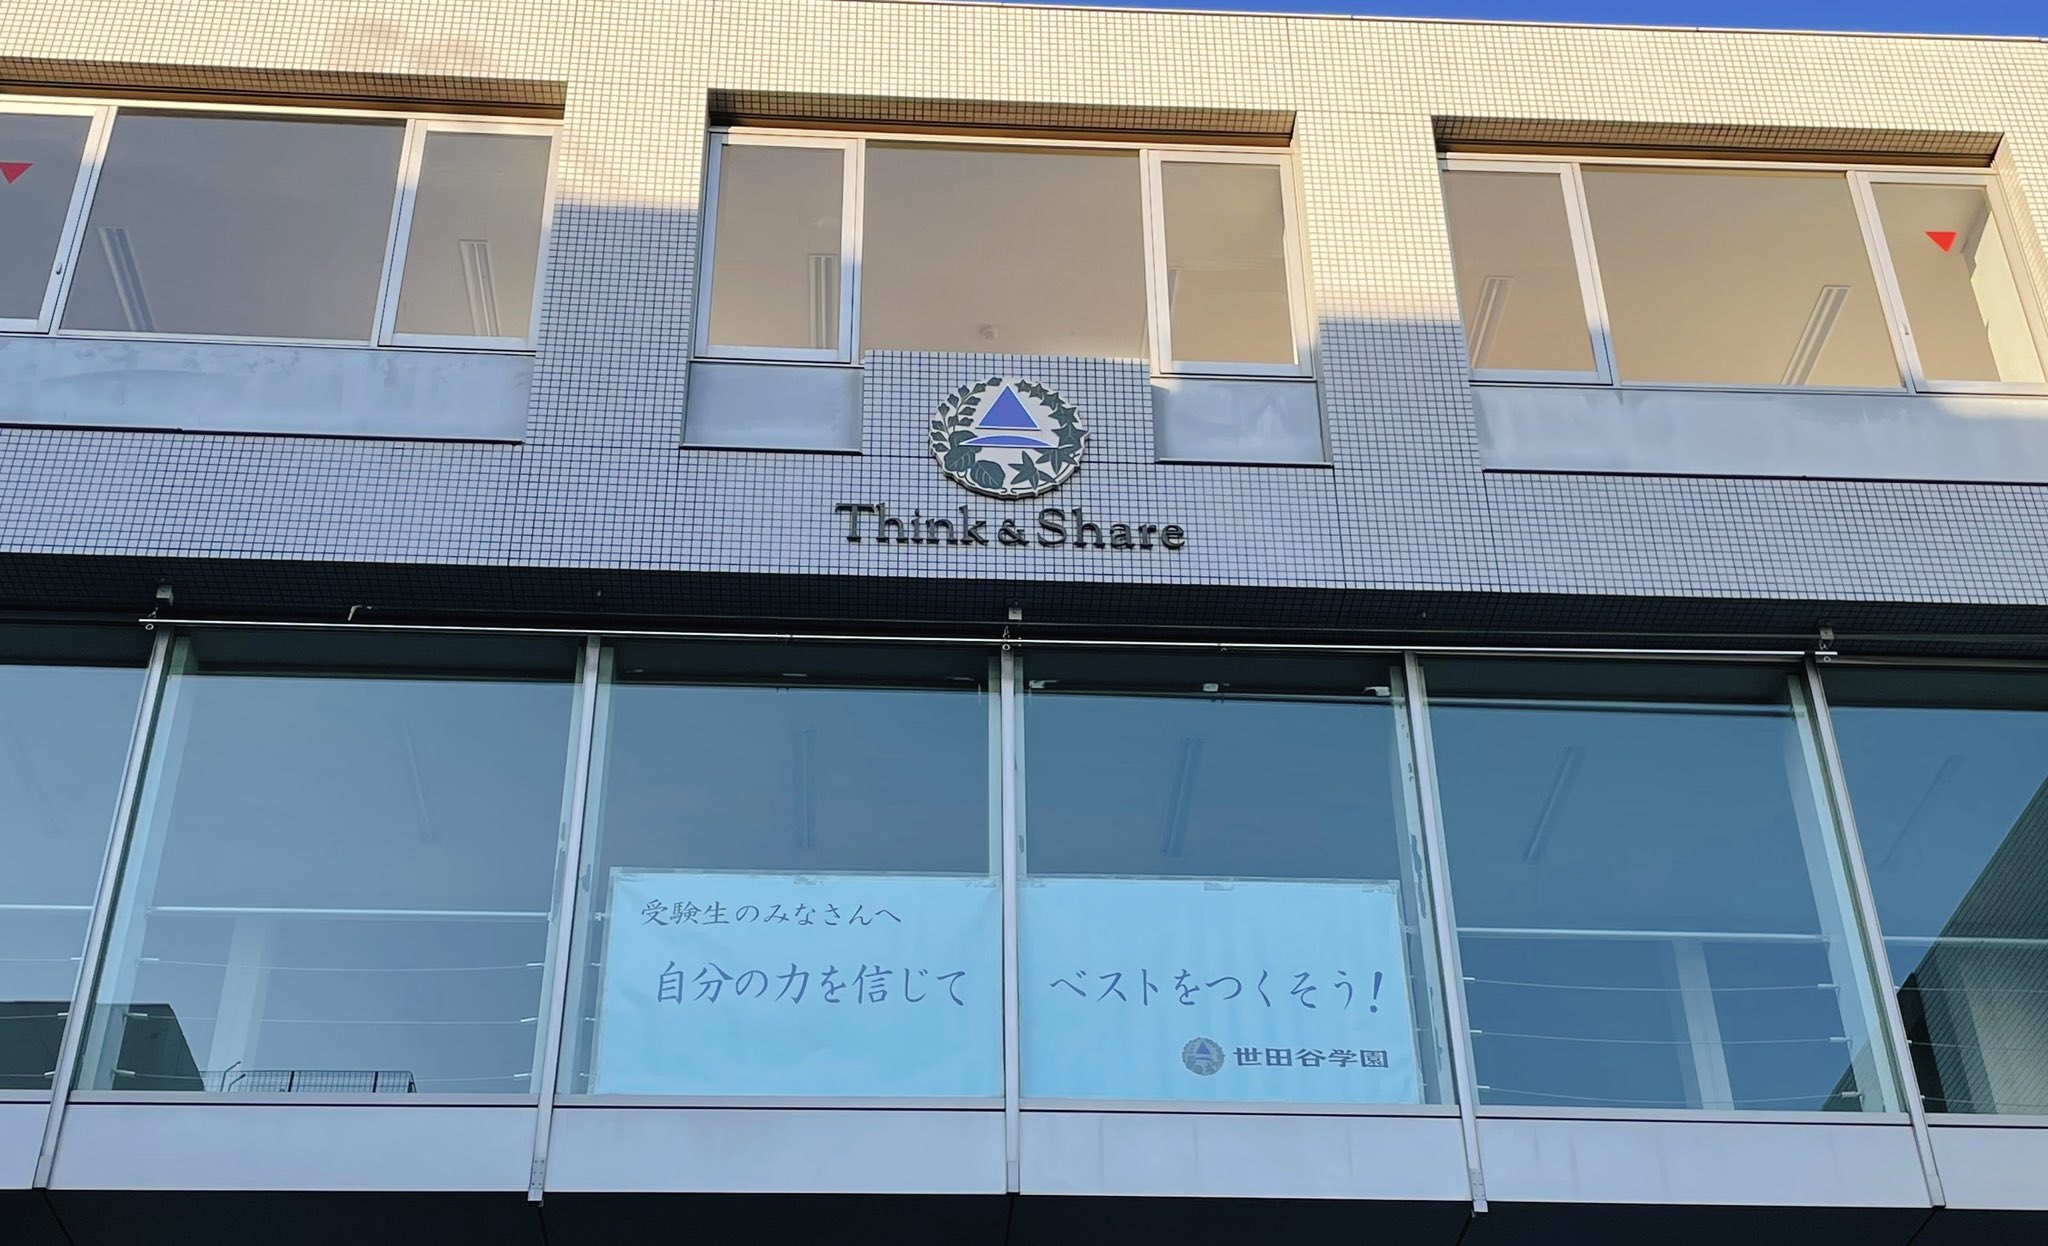 Think & Share
受験生のみなさんへ
自分の力を信じて ベストをつくそう!
世田谷学園